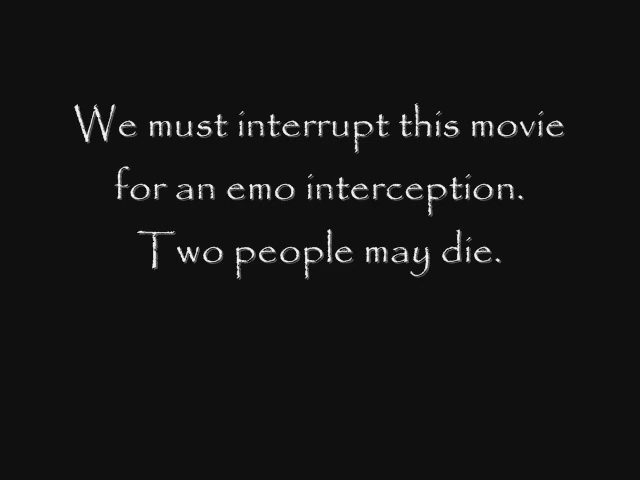 We must interrupt this movie
for an emo interception.
Two people may die.